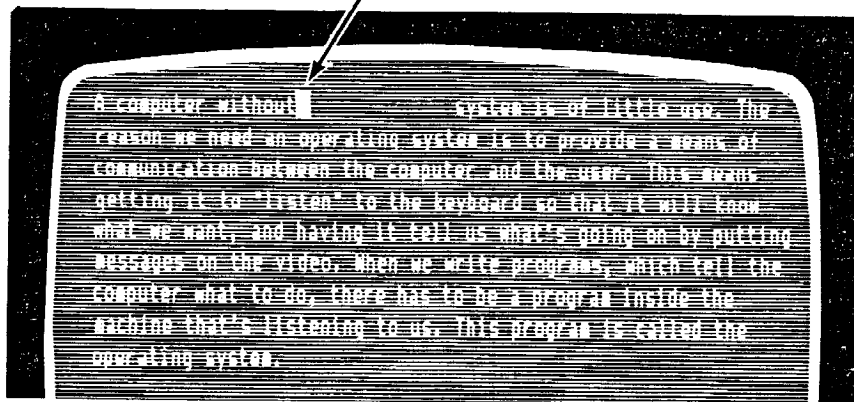 A computer without system is of little use. The
reason we need an operating system is to provide a means of
communication between the computer and the user. This means
getting it to "listen" to the keyboard so that it will know
what we want, and having it tell us what's going on by putting
messages on the video. When we write programs, which tell the
computer what to do, there has to be a program inside the
machine that's listening to us. This program is called the
operating system.